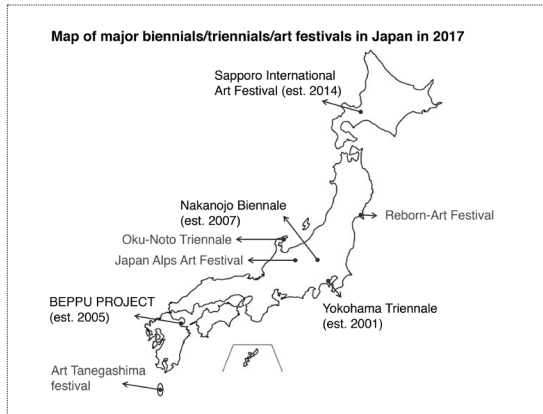 Map of major biennials/triennials/art festivals in Japan in 2017
Sapporo International
Art Festival (est. 2014)
Nakanojo Biennale
(est. 2007)
Reborn-Art Festival
Oku-Noto Triennale
Japan Alps Art Festival
BEPPU PROJECT
(est. 2005)
Yokohama Triennale
(est. 2001)
Art Tanegashima
festival